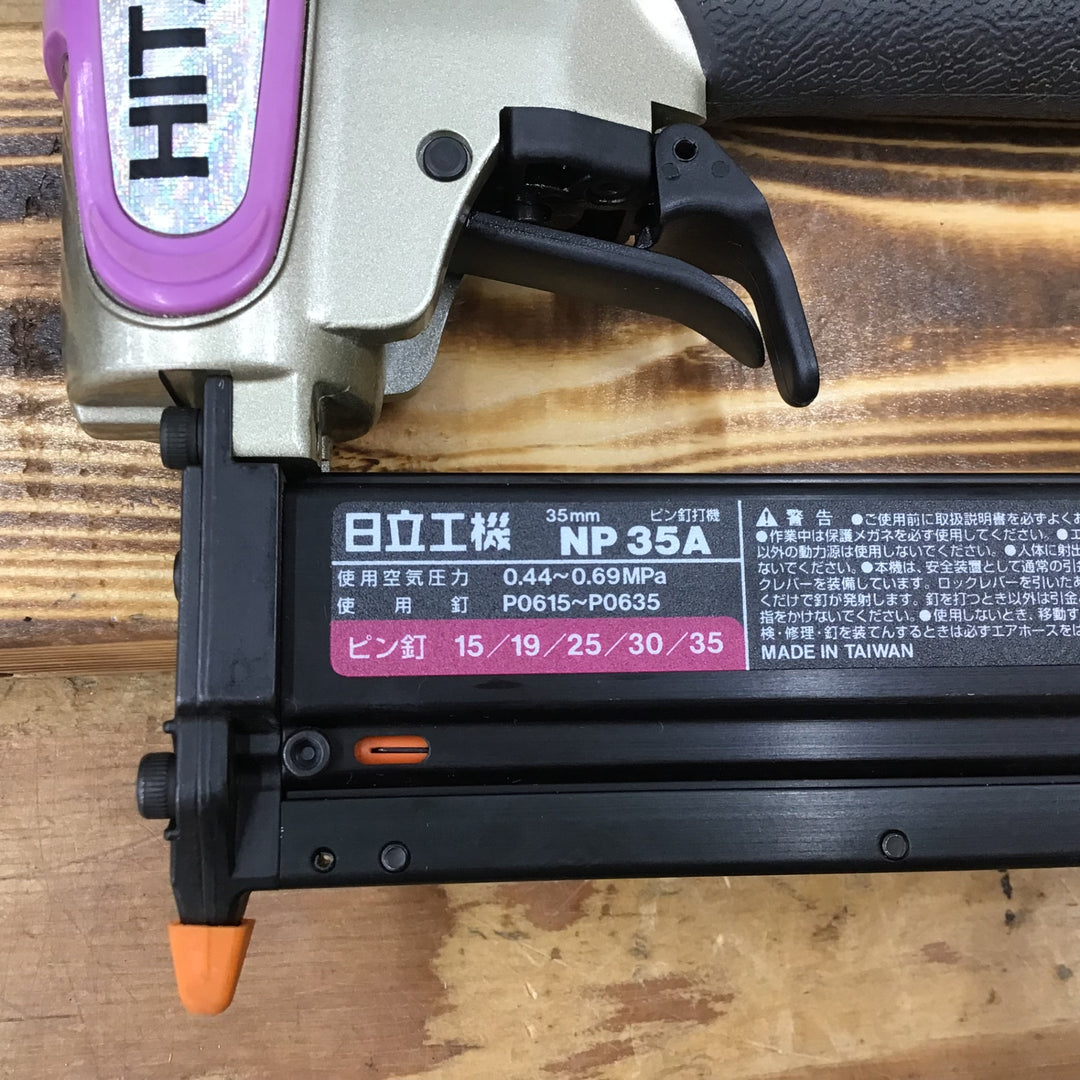 HIT
日立工機
35mm ピン釘打機
NP 35A
使用空気圧力 0.44～0.69MPa
使用釘 P0615～P0635
ピン釘 15／19／25／30／35
警告 ●ご使用前に取扱説明書を必ずよくお
●作業中は保護メガネを必ず使用してください。●エ
以外の動力源は使用しないでください。●人体に射出
ないでください。●本機は、安全装置として通常の引金
クレバーを装備しています。ロックレバーを引いたあ
くだけで釘が発射します。釘を打つとき以外は引金
指をかけないでください。●使用しないとき、移動す
検・修理・釘を装てんするときは必ずエアホースをは
MADE IN TAIWAN